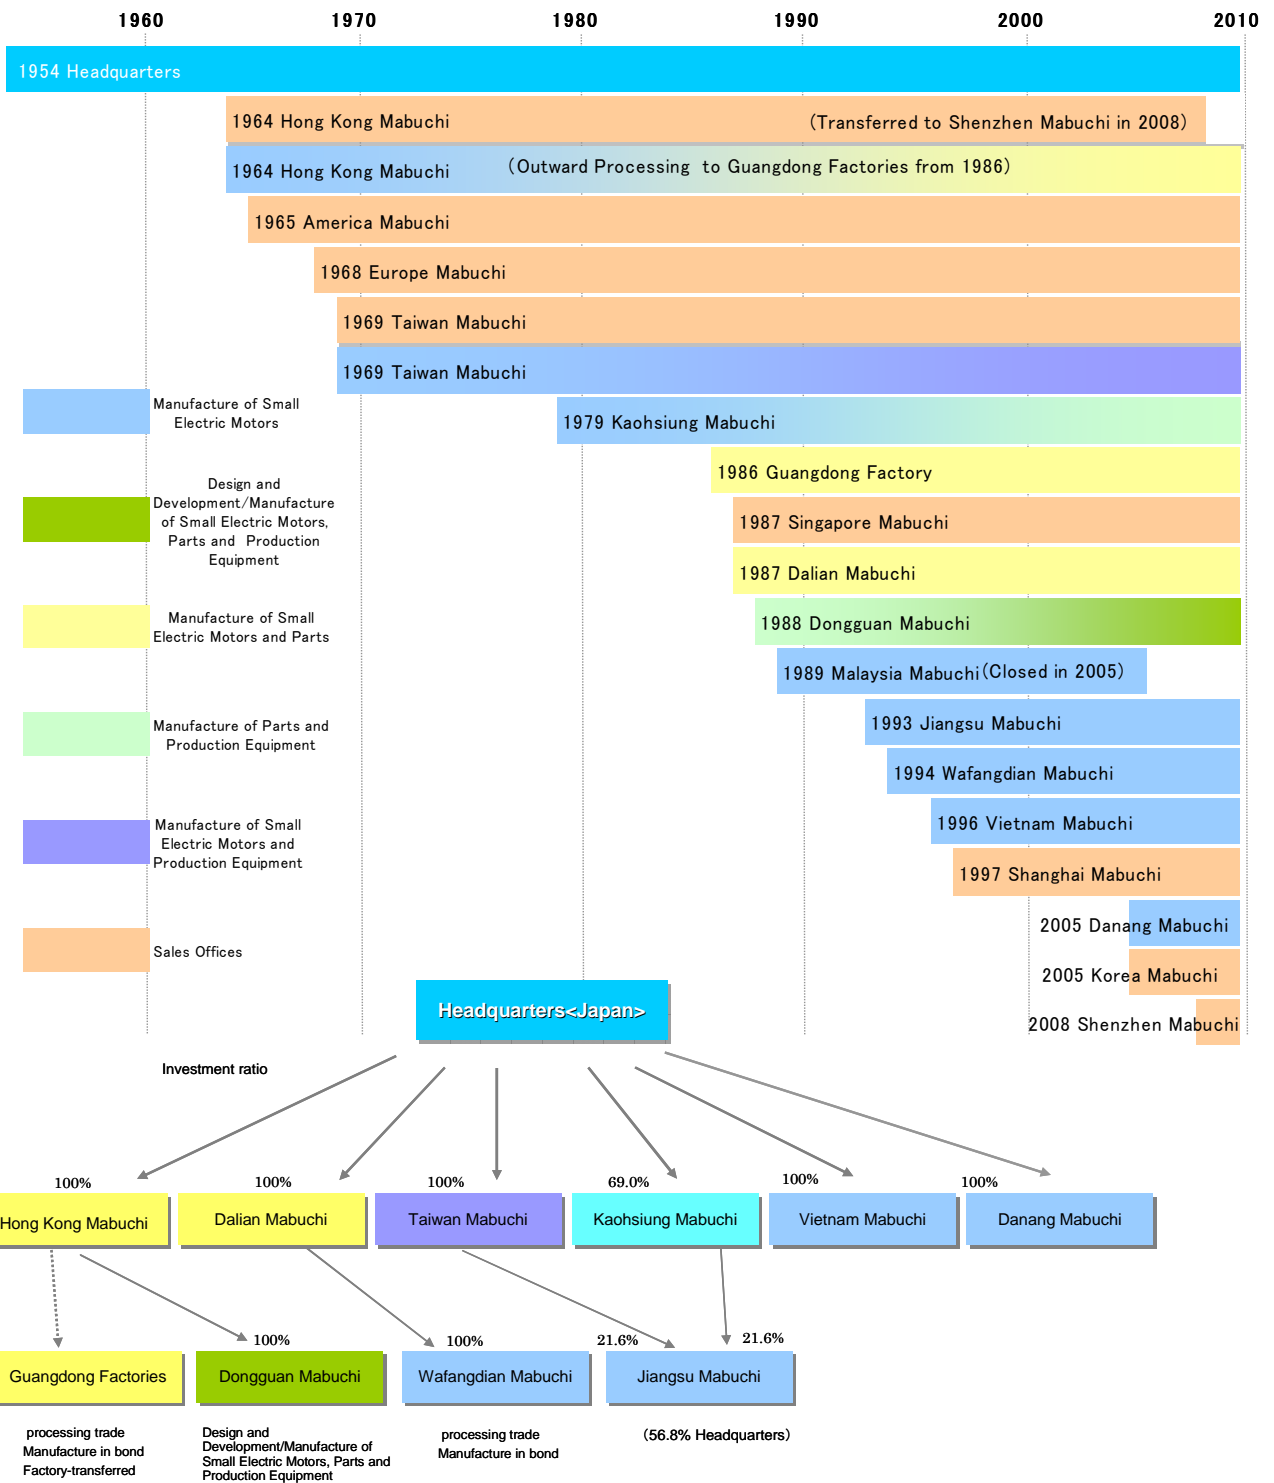 1960 1970 1980 1990 2000 2010
1954 Headquarters
1964 Hong Kong Mabuchi (Transferred to Shenzhen Mabuchi in 2008)
1964 Hong Kong Mabuchi (Outward Processing to Guangdong Factories from 1986)
1965 America Mabuchi
1968 Europe Mabuchi
1969 Taiwan Mabuchi
1969 Taiwan Mabuchi
1979 Kaohsiung Mabuchi
1986 Guangdong Factory
1987 Singapore Mabuchi
1987 Dalian Mabuchi
1988 Dongguan Mabuchi
1989 Malaysia Mabuchi(Closed in 2005)
1993 Jiangsu Mabuchi
1994 Wafangdian Mabuchi
1996 Vietnam Mabuchi
1997 Shanghai Mabuchi
2005 Danang Mabuchi
2005 Korea Mabuchi
2008 Shenzhen Mabuchi
Manufacture of Small
Electric Motors
Design and
Development/Manufacture
of Small Electric Motors,
Parts and Production
Equipment
Manufacture of Small
Electric Motors and Parts
Manufacture of Parts and
Production Equipment
Manufacture of Small
Electric Motors and
Production Equipment
Sales Offices
Headquarters<Japan>
Investment ratio
100% 100% 100% 69.0% 100% 100%
Hong Kong Mabuchi Dalian Mabuchi Taiwan Mabuchi Kaohsiung Mabuchi Vietnam Mabuchi Danang Mabuchi
100% 100% 21.6% 21.6%
Guangdong Factories Dongguan Mabuchi Wafangdian Mabuchi Jiangsu Mabuchi
processing trade
Manufacture in bond
Factory-transferred
Design and
Development/Manufacture of
Small Electric Motors, Parts and
Production Equipment
processing trade
Manufacture in bond
(56.8% Headquarters)